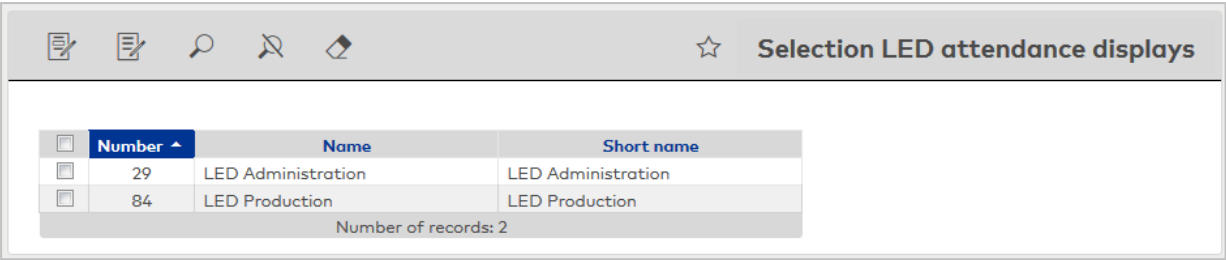 Selection LED attendance displays
Number Name Short name
29 LED Administration LED Administration
84 LED Production LED Production
Number of records: 2